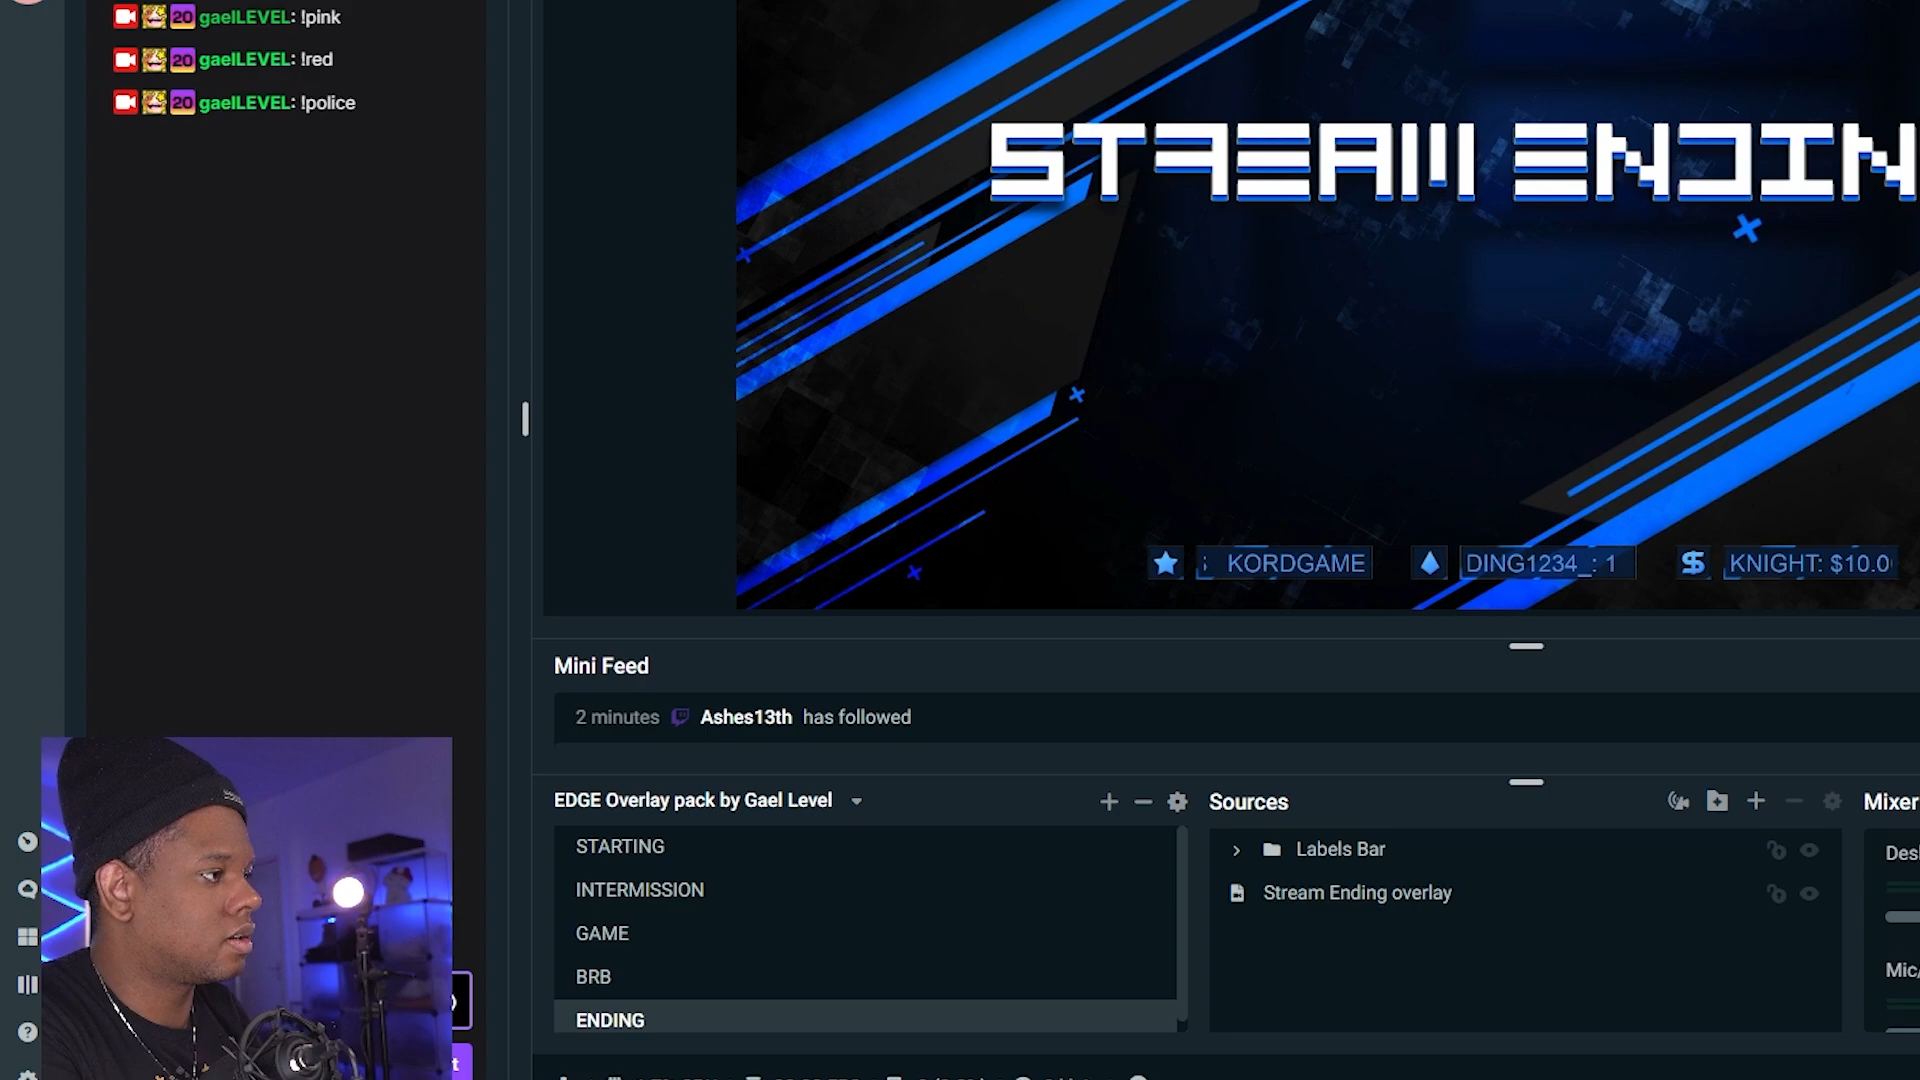 20 gaelLEVEL: !pink
20 gaelLEVEL: !red
20 gaelLEVEL: !police
STREAM ENDIN
KORDGAME
DING1234_: 1
$ KNIGHT: $10.0
Mini Feed
2 minutes Ashes13th has followed
EDGE Overlay pack by Gael Level
STARTING
INTERMISSION
GAME
BRB
ENDING
Sources
Labels Bar
Stream Ending overlay
Mixer
Des
Mic/